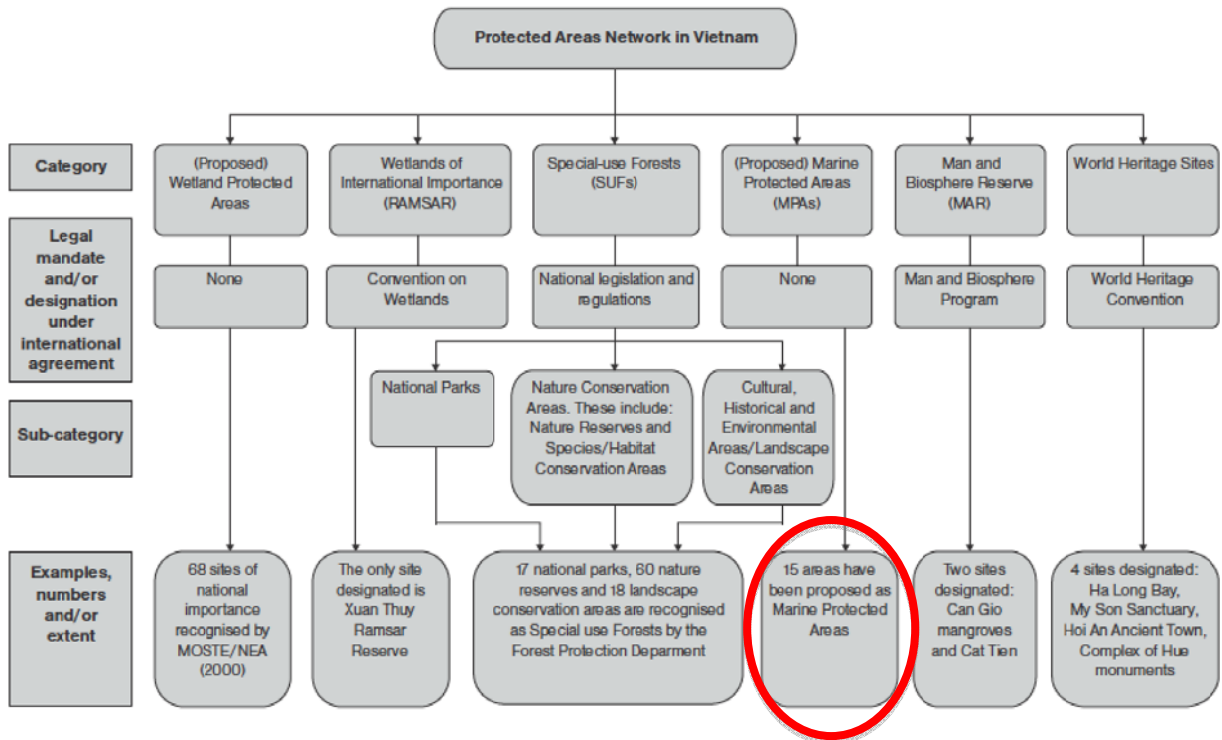 Protected Areas Network in Vietnam
Category
(Proposed)
Wetland Protected
Areas
Wetlands of
International Importance
(RAMSAR)
Special-use Forests
(SUFs)
(Proposed) Marine
Protected Areas
(MPAs)
Man and
Biosphere Reserve
(MAR)
World Heritage Sites
Legal
mandate
and/or
designation
under
international
agreement
None
Convention on
Wetlands
National legislation and
regulations
None
Man and Biosphere
Program
World Heritage
Convention
Sub-category
National Parks
Nature Conservation
Areas. These include:
Nature Reserves and
Species/Habitat
Conservation Areas
Cultural,
Historical and
Environmental
Areas/Landscape
Conservation
Areas
Examples,
numbers
and/or
extent
68 sites of
national
importance
recognised by
MOSTE/NEA
(2000)
The only site
designated is
Xuan Thuy
Ramsar
Reserve
17 national parks, 60 nature
reserves and 18 landscape
conservation areas are recognised
as Special use Forests by the
Forest Protection Deparment
15 areas have
been proposed as
Marine Protected
Areas
Two sites
designated:
Can Gio
mangroves
and Cat Tien
4 sites designated:
Ha Long Bay,
My Son Sanctuary,
Hoi An Ancient Town,
Complex of Hue
monuments